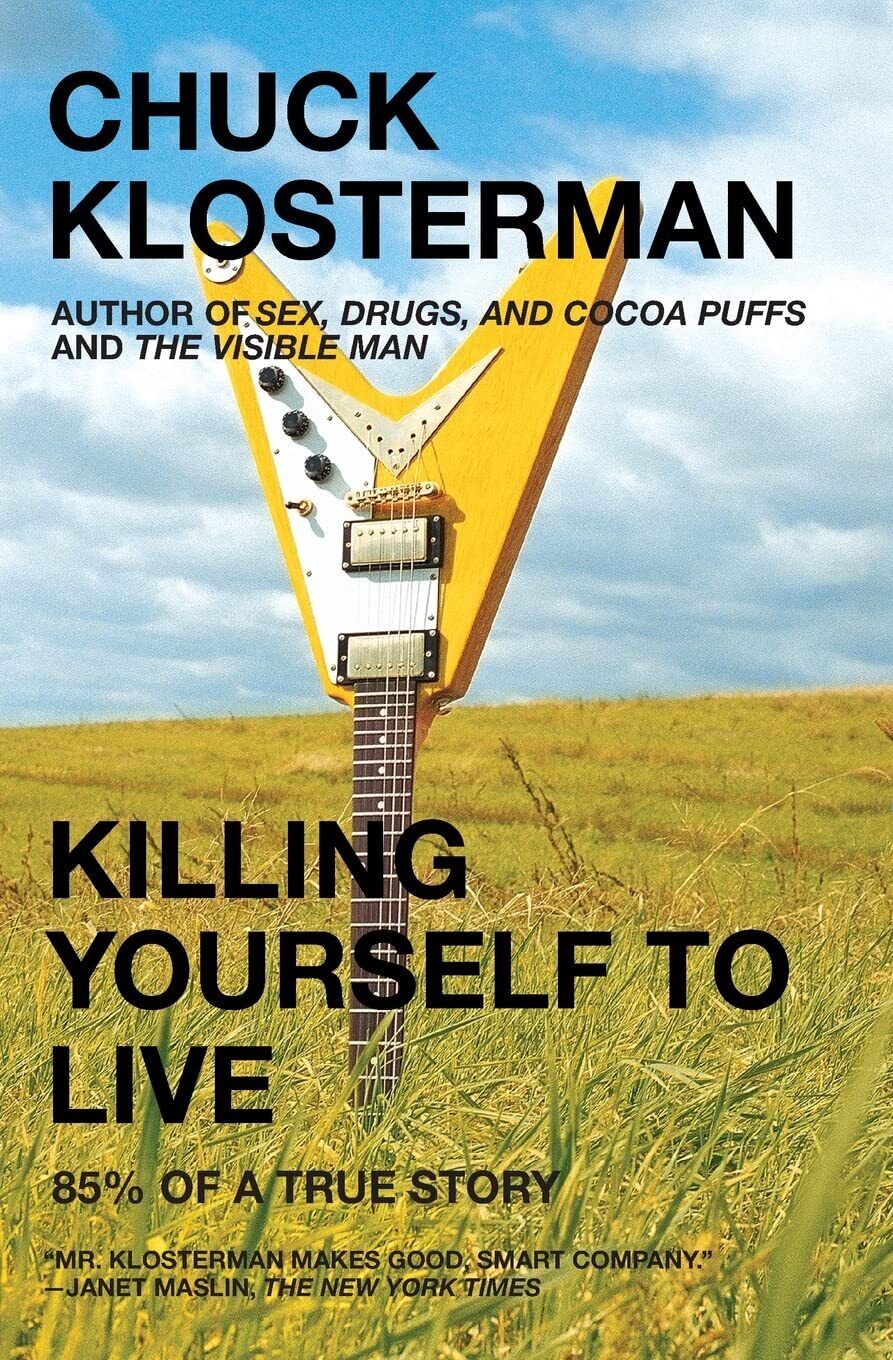 CHUCK
KLOSTERMAN
AUTHOR OF SEX, DRUGS, AND COCOA PUFFS
AND THE VISIBLE MAN
KILLING
YOURSELF TO
LIVE
85% OF A TRUE STORY
“MR. KLOSTERMAN MAKES GOOD, SMART COMPANY.”
—JANET MASLIN, THE NEW YORK TIMES